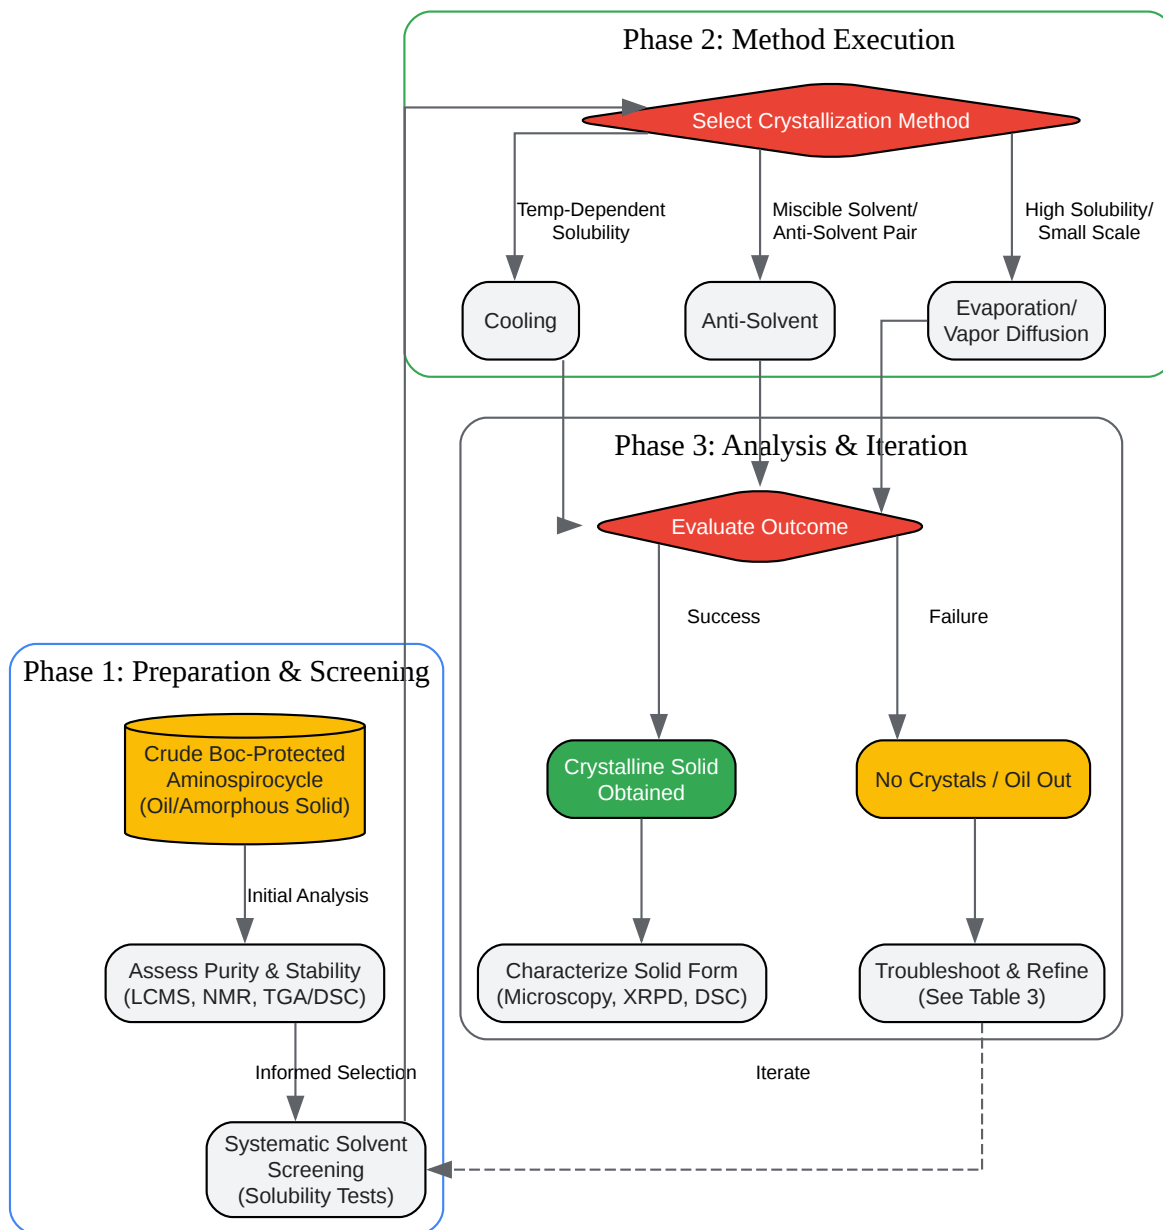 Phase 2: Method Execution
Select Crystallization Method
Temp-Dependent
Solubility
Miscible Solvent/
Anti-Solvent Pair
High Solubility/
Small Scale
Cooling
Anti-Solvent
Evaporation/
Vapor Diffusion
Phase 3: Analysis & Iteration
Evaluate Outcome
Success
Failure
Phase 1: Preparation & Screening
Crude Boc-Protected
Aminospirocycle
(Oil/Amorphous Solid)
Crystalline Solid
Obtained
No Crystals / Oil Out
Initial Analysis
Assess Purity & Stability
(LCMS, NMR, TGA/DSC)
Characterize Solid Form
(Microscopy, XRPD, DSC)
Troubleshoot & Refine
(See Table 3)
Informed Selection
Iterate
Systematic Solvent
Screening
(Solubility Tests)